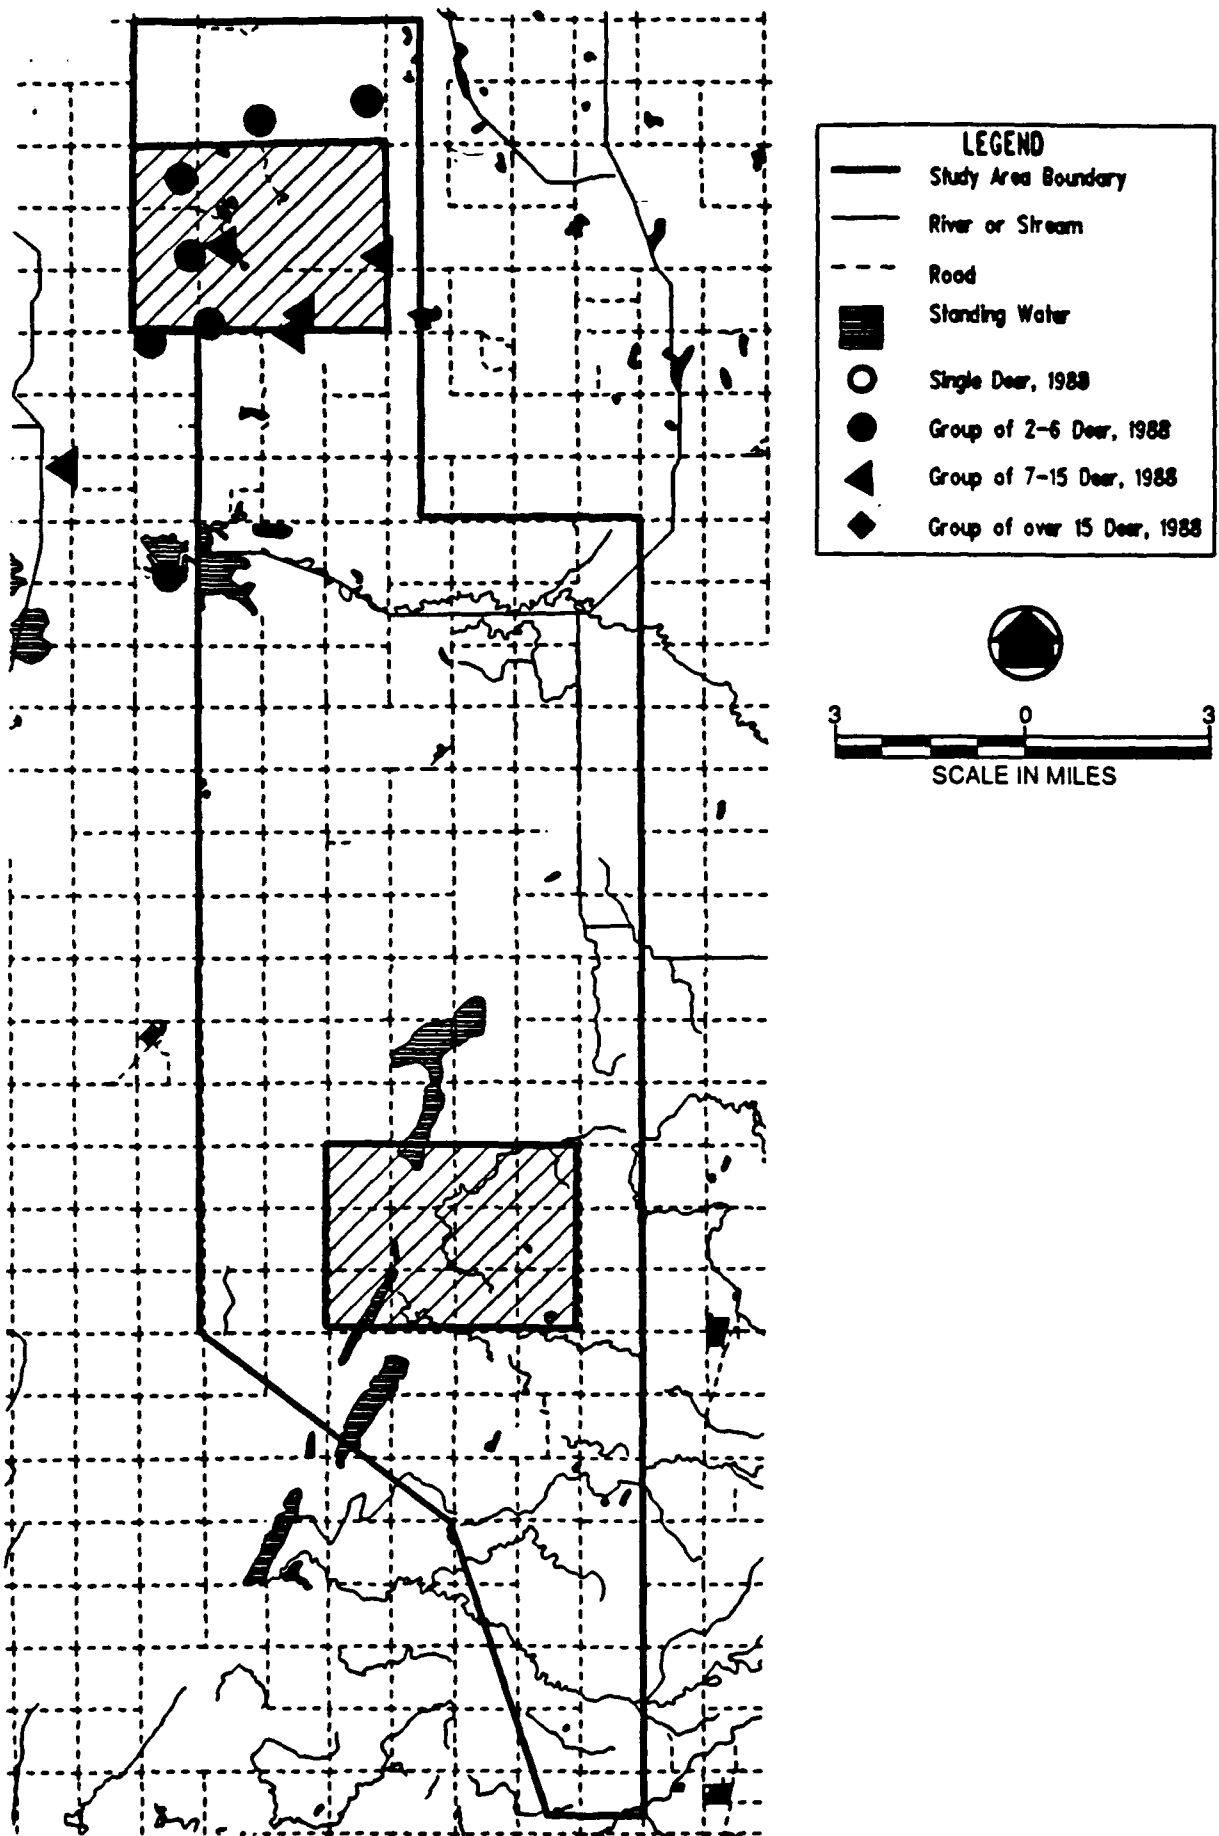 LEGEND
Study Area Boundary
River or Stream
Road
Standing Water
Single Deer, 1988
Group of 2-6 Deer, 1988
Group of 7-15 Deer, 1988
Group of over 15 Deer, 1988
3 0 3
SCALE IN MILES